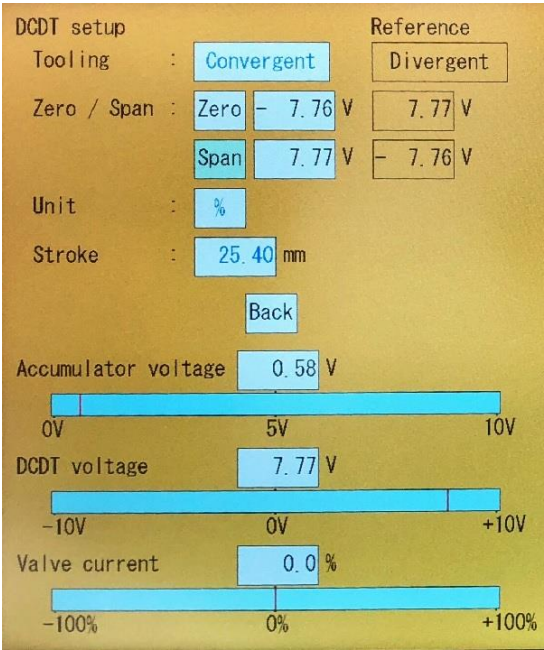 DCDT setup Reference
Tooling : Convergent Divergent
Zero / Span : Zero - 7.76 V 7.77 V
Span 7.77 V - 7.76 V
Unit : %
Stroke : 25.40 mm
Back
Accumulator voltage 0.58 V
0V 5V 10V
DCDT voltage 7.77 V
-10V 0V +10V
Valve current 0.0 %
-100% 0% +100%